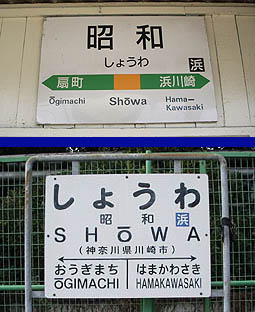 昭和
しょうわ
浜
扇町
浜川崎
Ōgimachi
Shōwa
Hama-
Kawasaki
しょうわ
昭和
浜
SHŌWA
(神奈川県川崎市)
おうぎまち
はまかわさき
ŌGIMACHI
HAMAKAWASAKI